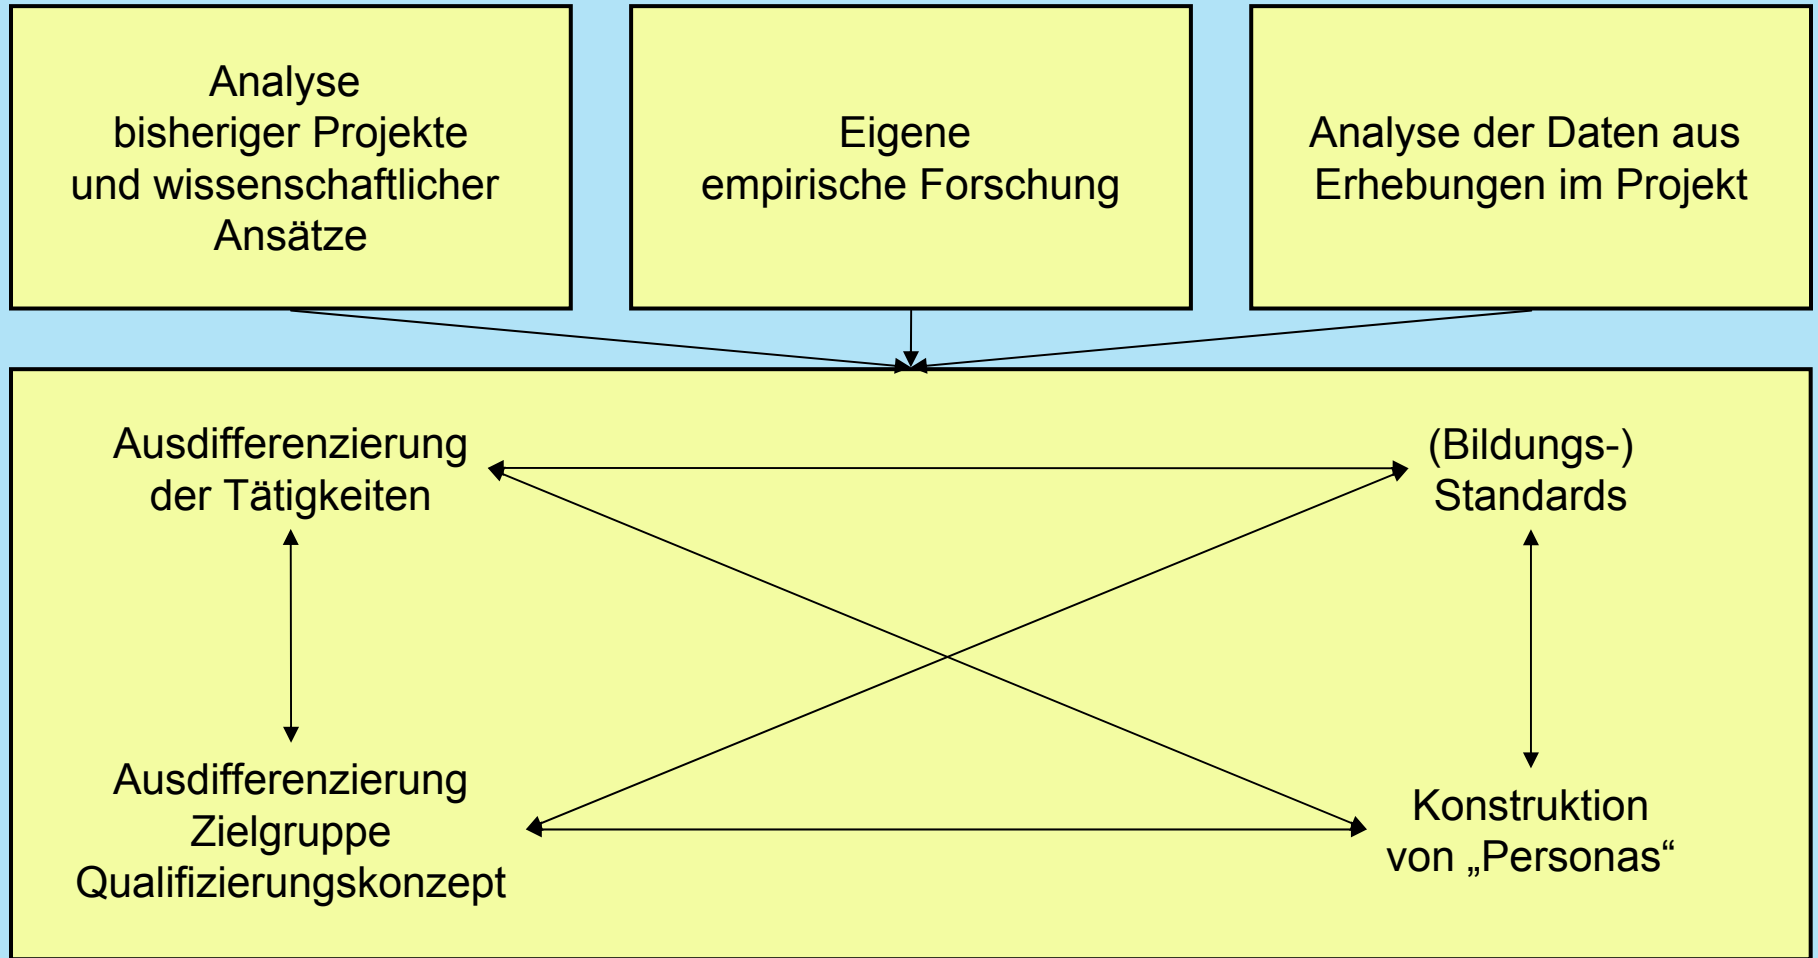 Analyse
bisheriger Projekte
und wissenschaftlicher
Ansätze
Eigene
empirische Forschung
Analyse der Daten aus
Erhebungen im Projekt
Ausdifferenzierung
der Tätigkeiten
(Bildungs-)
Standards
Ausdifferenzierung
Zielgruppe
Qualifizierungskonzept
Konstruktion
von „Personas“